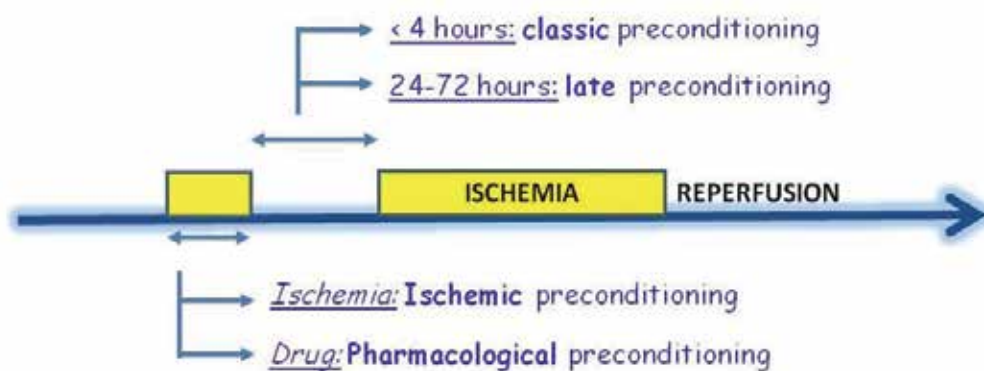 < 4 hours: classic preconditioning
24-72 hours: late preconditioning
ISCHEMIA
REPERFUSION
Ischemia: Ischemic preconditioning
Drug: Pharmacological preconditioning